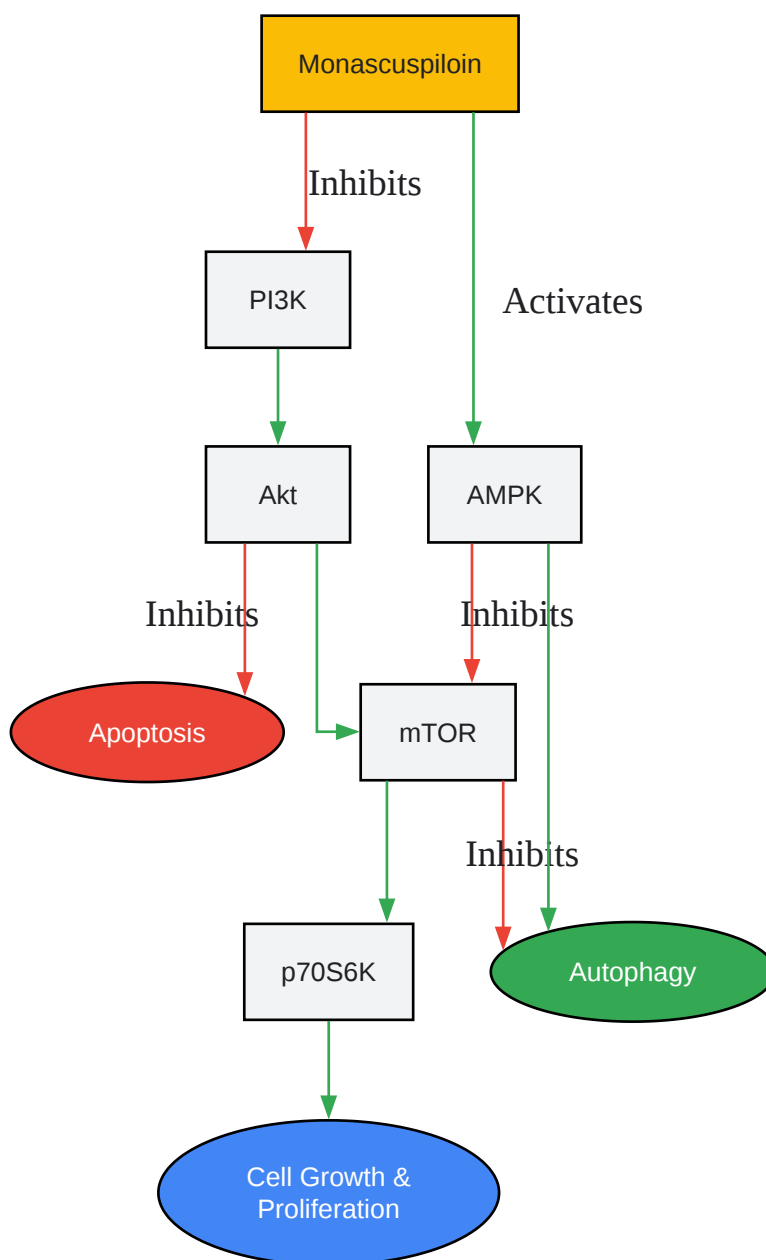 Monascuspiloin
Inhibits
PI3K
Activates
Akt
AMPK
Inhibits
Inhibits
Apoptosis
mTOR
Inhibits
p70S6K
Autophagy
Cell Growth &
Proliferation